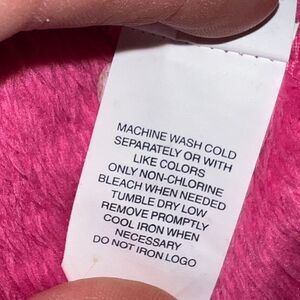 MACHINE WASH COLD
SEPARATELY OR WITH
LIKE COLORS
ONLY NON-CHLORINE
BLEACH WHEN NEEDED
TUMBLE DRY LOW
REMOVE PROMPTLY
COOL IRON WHEN
NECESSARY
DO NOT IRON LOGO